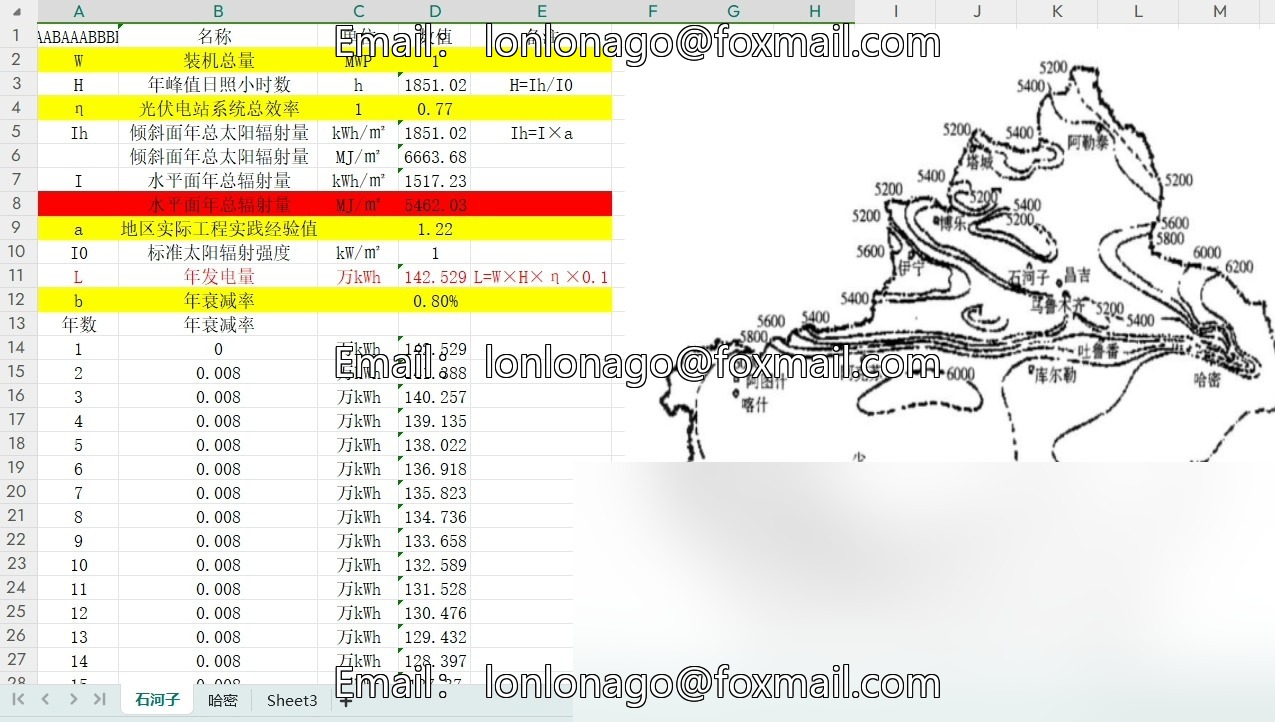 A B C D E F G H I J K L M
1 名称
Email: lonlonago@foxmail.com
2 W 装机总量 MWP 1
3 H 年峰值日照小时数 h 1851.02 H=Ih/I0
4 η 光伏电站系统总效率 1 0.77
5 Ih 倾斜面年总太阳辐射量 kWh/㎡ 1851.02 Ih=I×a
6 倾斜面年总太阳辐射量 MJ/㎡ 6663.68
7 I 水平面年总辐射量 kWh/㎡ 1517.23
8 水平面年总辐射量 MJ/㎡ 5462.03
9 a 地区实际工程实践经验值 1.22
10 I0 标准太阳辐射强度 kW/㎡ 1
11 L 年发电量 万kWh 142.529 L=W×H×η×0.1
12 b 年衰减率 0.80%
13 年数 年衰减率
14 1 0 万kWh
Email: lonlonago@foxmail.com
15 2 0.008
16 3 0.008 万kWh 140.257
17 4 0.008 万kWh 139.135
18 5 0.008 万kWh 138.022
19 6 0.008 万kWh 136.918
20 7 0.008 万kWh 135.823
21 8 0.008 万kWh 134.736
22 9 0.008 万kWh 133.658
23 10 0.008 万kWh 132.589
24 11 0.008 万kWh 131.528
25 12 0.008 万kWh 130.476
26 13 0.008 万kWh 129.432
27 14 0.008 万kWh 128.397
28
Email: lonlonago@foxmail.com
石河子 哈密 Sheet3 +
5200
5400
阿勒泰
5200 5400
塔城
5400 5200
5200 5200 5400
5200 博乐 5200 5600
5800
5600 伊宁 6000 6200
石河子 昌吉
5400 乌鲁木齐 5200
5600 5400 5400
5800 吐鲁番
6000 库尔勒 哈密
阿图什
喀什